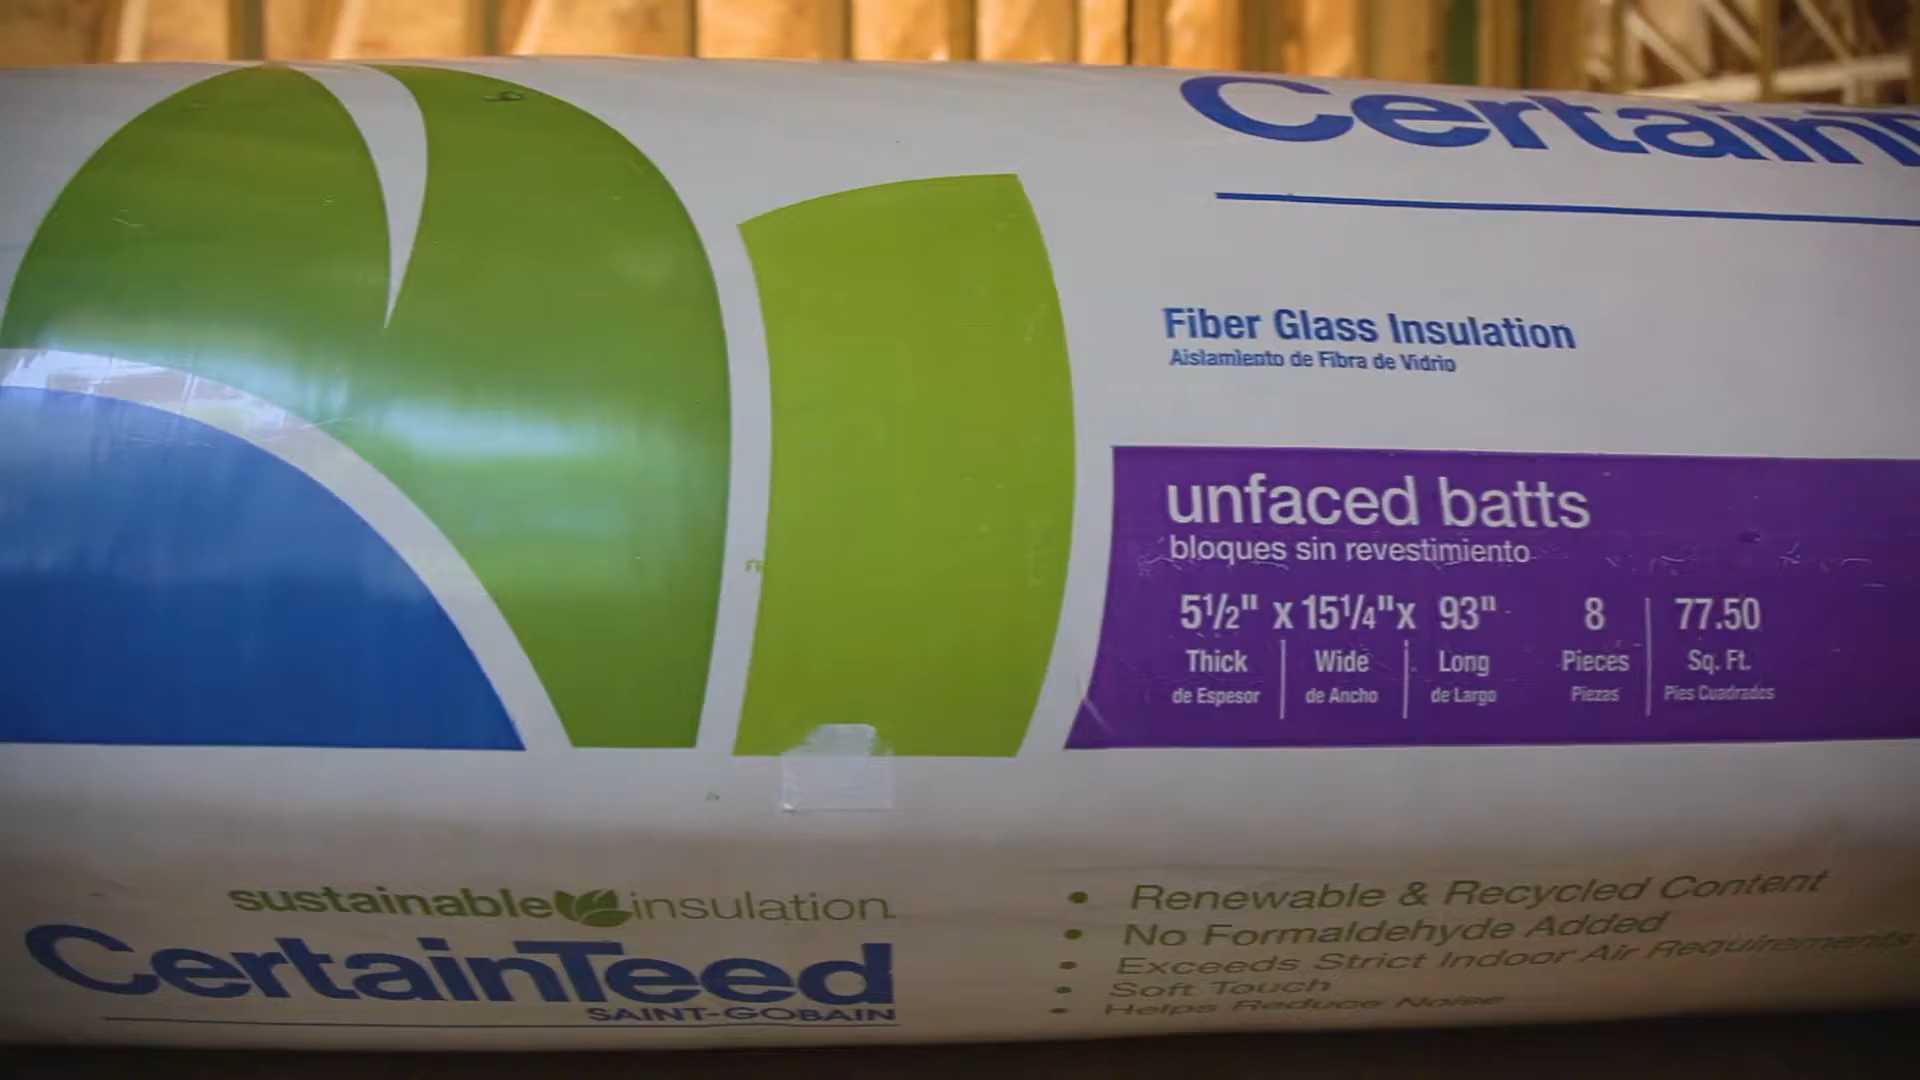 CertainT
Fiber Glass Insulation
Aislamiento de Fibra de Vidrio
unfaced batts
bloques sin revestimiento
5½" x 15¼" x 93" 8 77.50
Thick Wide Long Pieces Sq. Ft.
de Espesor de Ancho de Largo Piezas Pies Cuadrados
sustainable insulation
CertainTeed
SAINT-GOBAIN
• Renewable & Recycled Content
• No Formaldehyde Added
• Exceeds Strict Indoor Air Requirements
• Soft Touch
• Helps Reduce Noise